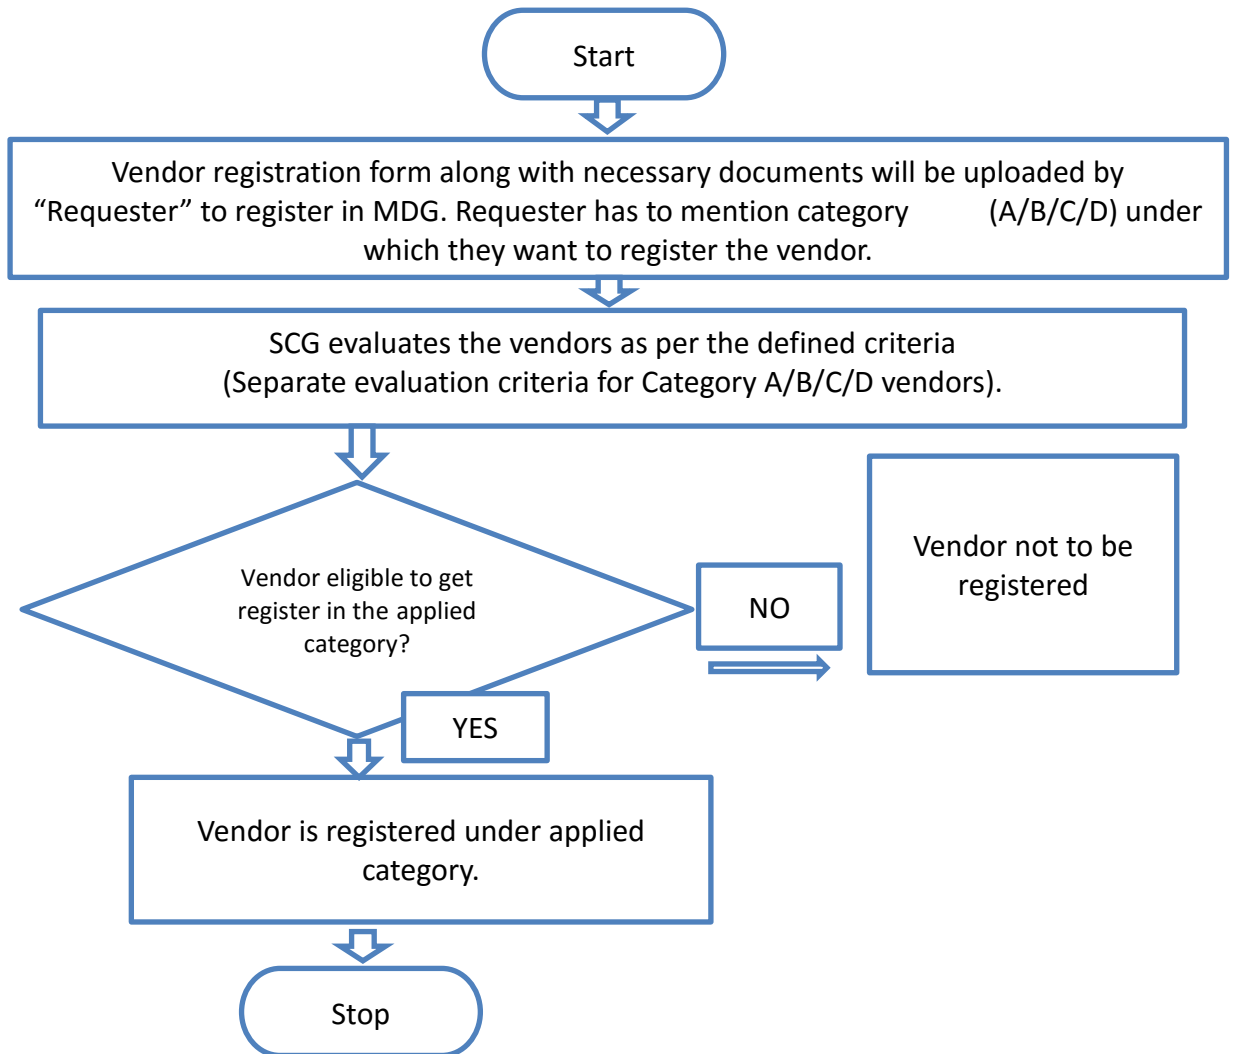 Start
Vendor registration form along with necessary documents will be uploaded by
“Requester” to register in MDG. Requester has to mention category (A/B/C/D) under
which they want to register the vendor.
SCG evaluates the vendors as per the defined criteria
(Separate evaluation criteria for Category A/B/C/D vendors).
Vendor eligible to get
register in the applied
category?
NO
Vendor not to be
registered
YES
Vendor is registered under applied
category.
Stop